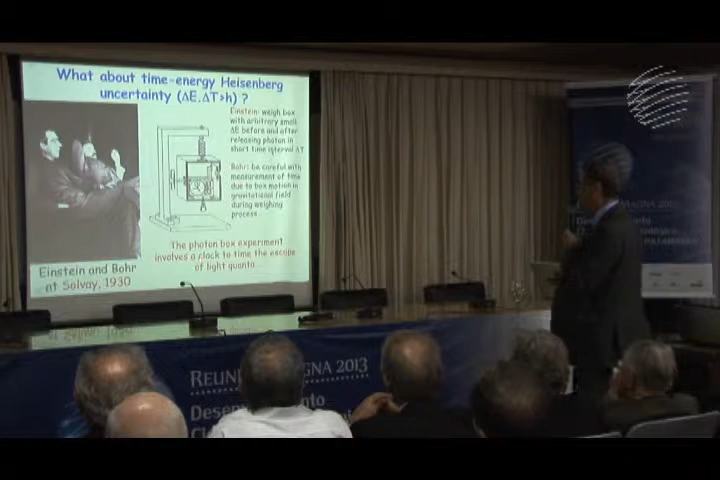 What about time-energy Heisenberg
uncertainty (ΔE.ΔT>h) ?
Einstein: weigh box
with arbitrary small
ΔE before and after
releasing photon in
short time interval ΔT
Bohr: be careful with
measurement of time
due to box motion in
gravitational field
during weighing
process
The photon box experiment
involves a clock to time the escape
of light quanta
Einstein and Bohr
at Solvay, 1930
MAGNA 2013
REUNI
GNA 2013